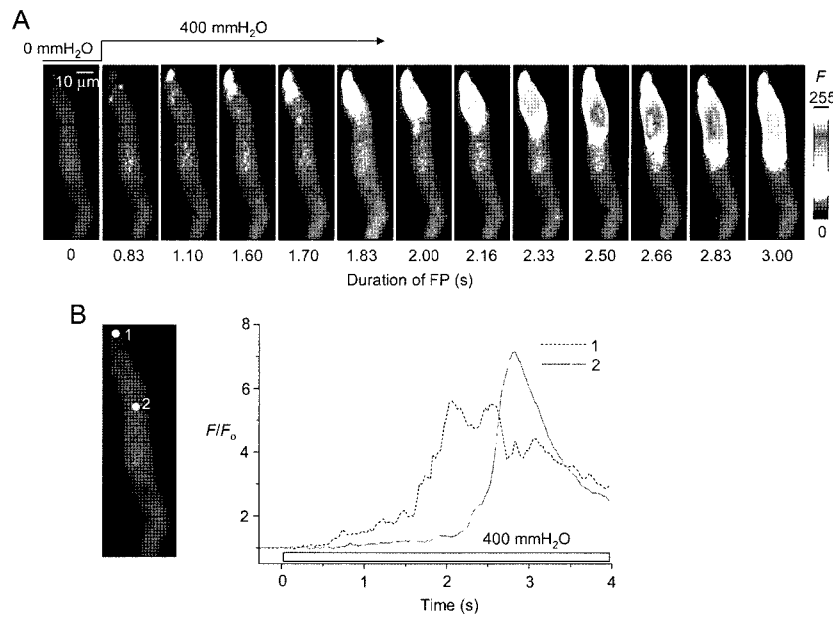 A
400 mmH₂O
0 mmH₂O
10 μm
F
255
0
0 0.83 1.10 1.60 1.70 1.83 2.00 2.16 2.33 2.50 2.66 2.83 3.00
Duration of FP (s)
B
1
2
8
6
4
2
F/Fₒ
1
2
400 mmH₂O
0 1 2 3 4
Time (s)